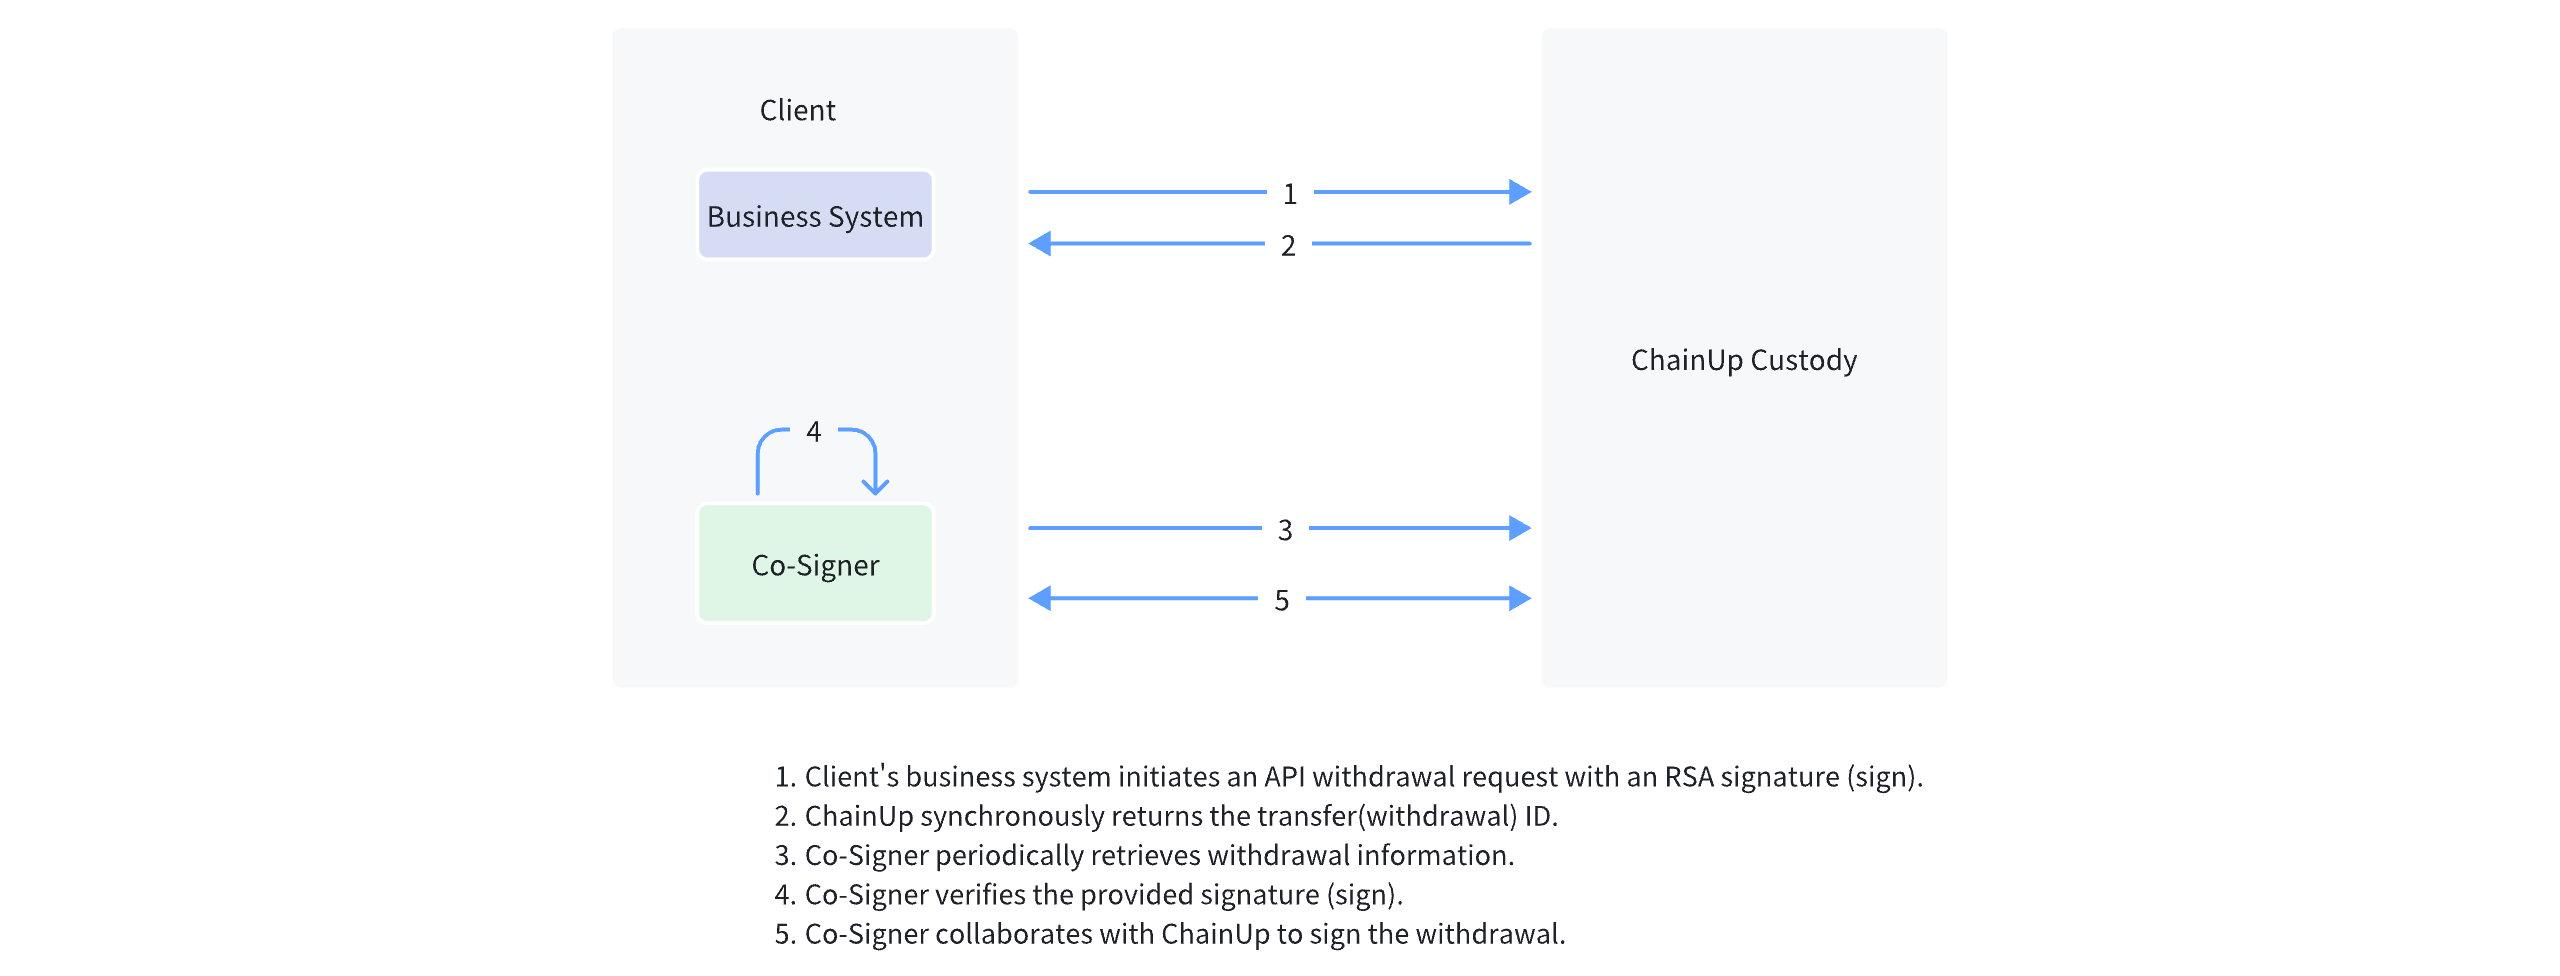 Client
Business System
1
2
ChainUp Custody
4
3
Co-Signer
5
1. Client's business system initiates an API withdrawal request with an RSA signature (sign).
2. ChainUp synchronously returns the transfer(withdrawal) ID.
3. Co-Signer periodically retrieves withdrawal information.
4. Co-Signer verifies the provided signature (sign).
5. Co-Signer collaborates with ChainUp to sign the withdrawal.